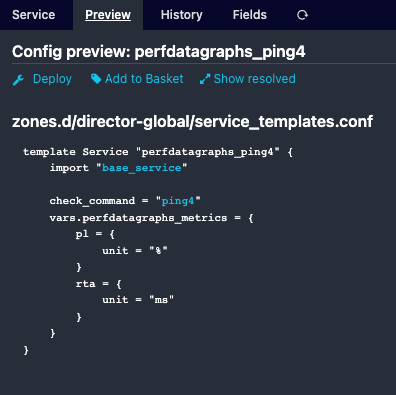 Service Preview History Fields
Config preview: perfdatagraphs_ping4
Deploy Add to Basket Show resolved
zones.d/director-global/service_templates.conf
template Service "perfdatagraphs_ping4" {
    import "base_service"

    check_command = "ping4"
    vars.perfdatagraphs_metrics = {
        pl = {
            unit = "%"
        }
        rta = {
            unit = "ms"
        }
    }
}